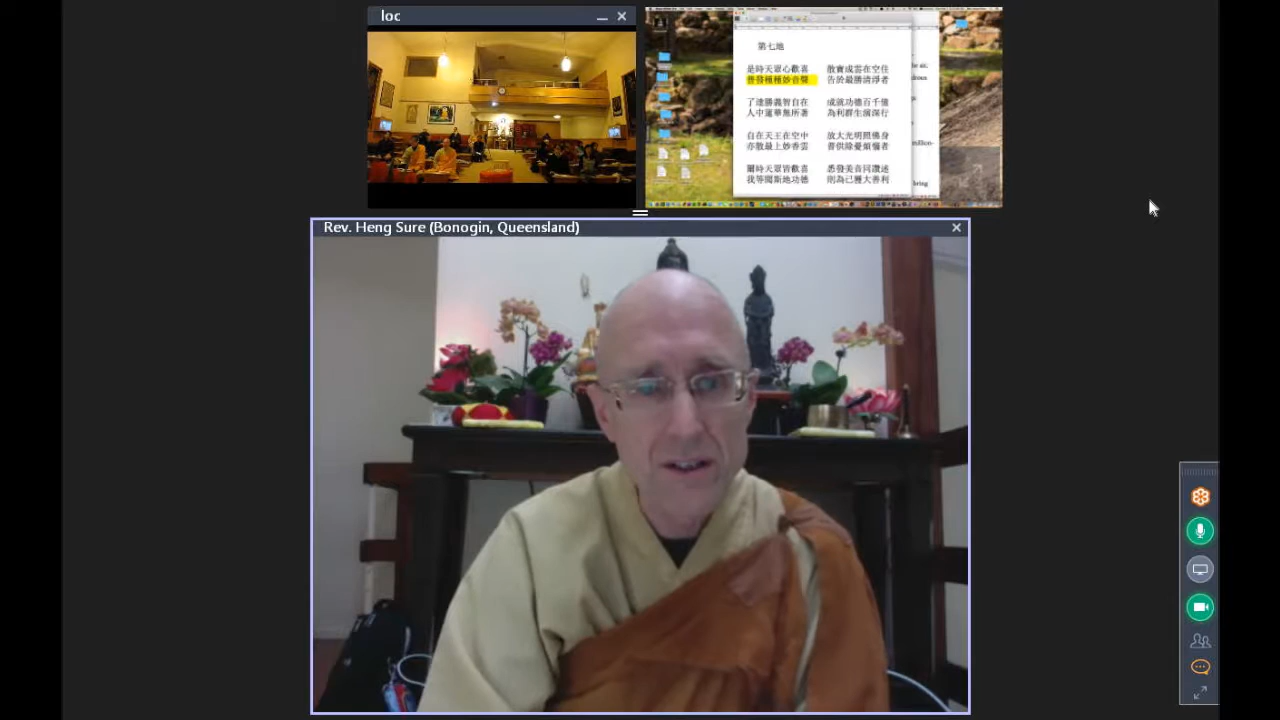 loc
第七地
是時天眾心歡喜 散寶成雲在空住
普發種種妙音聲 告於最勝清淨者
了達勝義智自在 成就功德百千億
人中蓮華無所著 為利群生演深行
自在天王在空中 放大光明照佛身
亦散最上妙香雲 普供除憂煩惱者
爾時天眾皆歡喜 悉發美音同讚述
我等聞斯地功德 則為已獲大善利
he air.
drous
million-
bring
Rev. Heng Sure (Bonogin, Queensland)